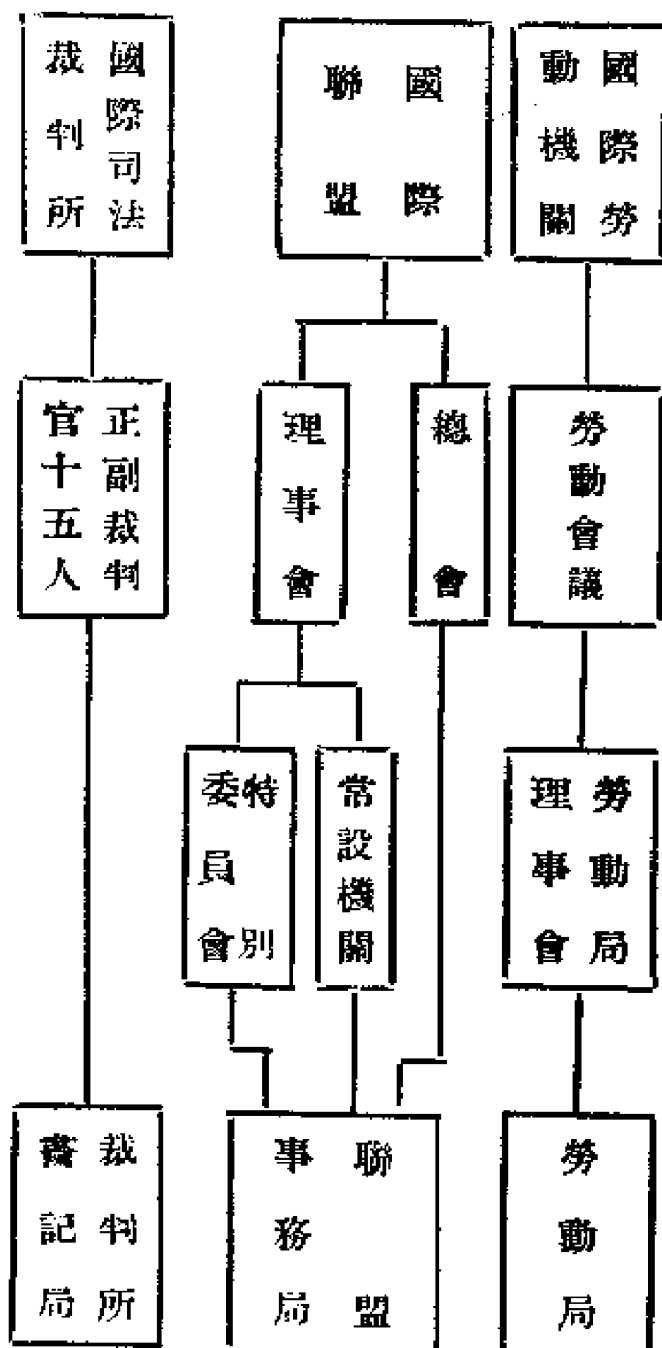 國際勞
動機關
國際
聯盟
國際司法
裁判所
勞動會議
總會
理事會
正副裁判
官十五人
勞動局
理事會
常設機關
特別
委員會
勞動局
聯盟
事務局
裁判所
書記局